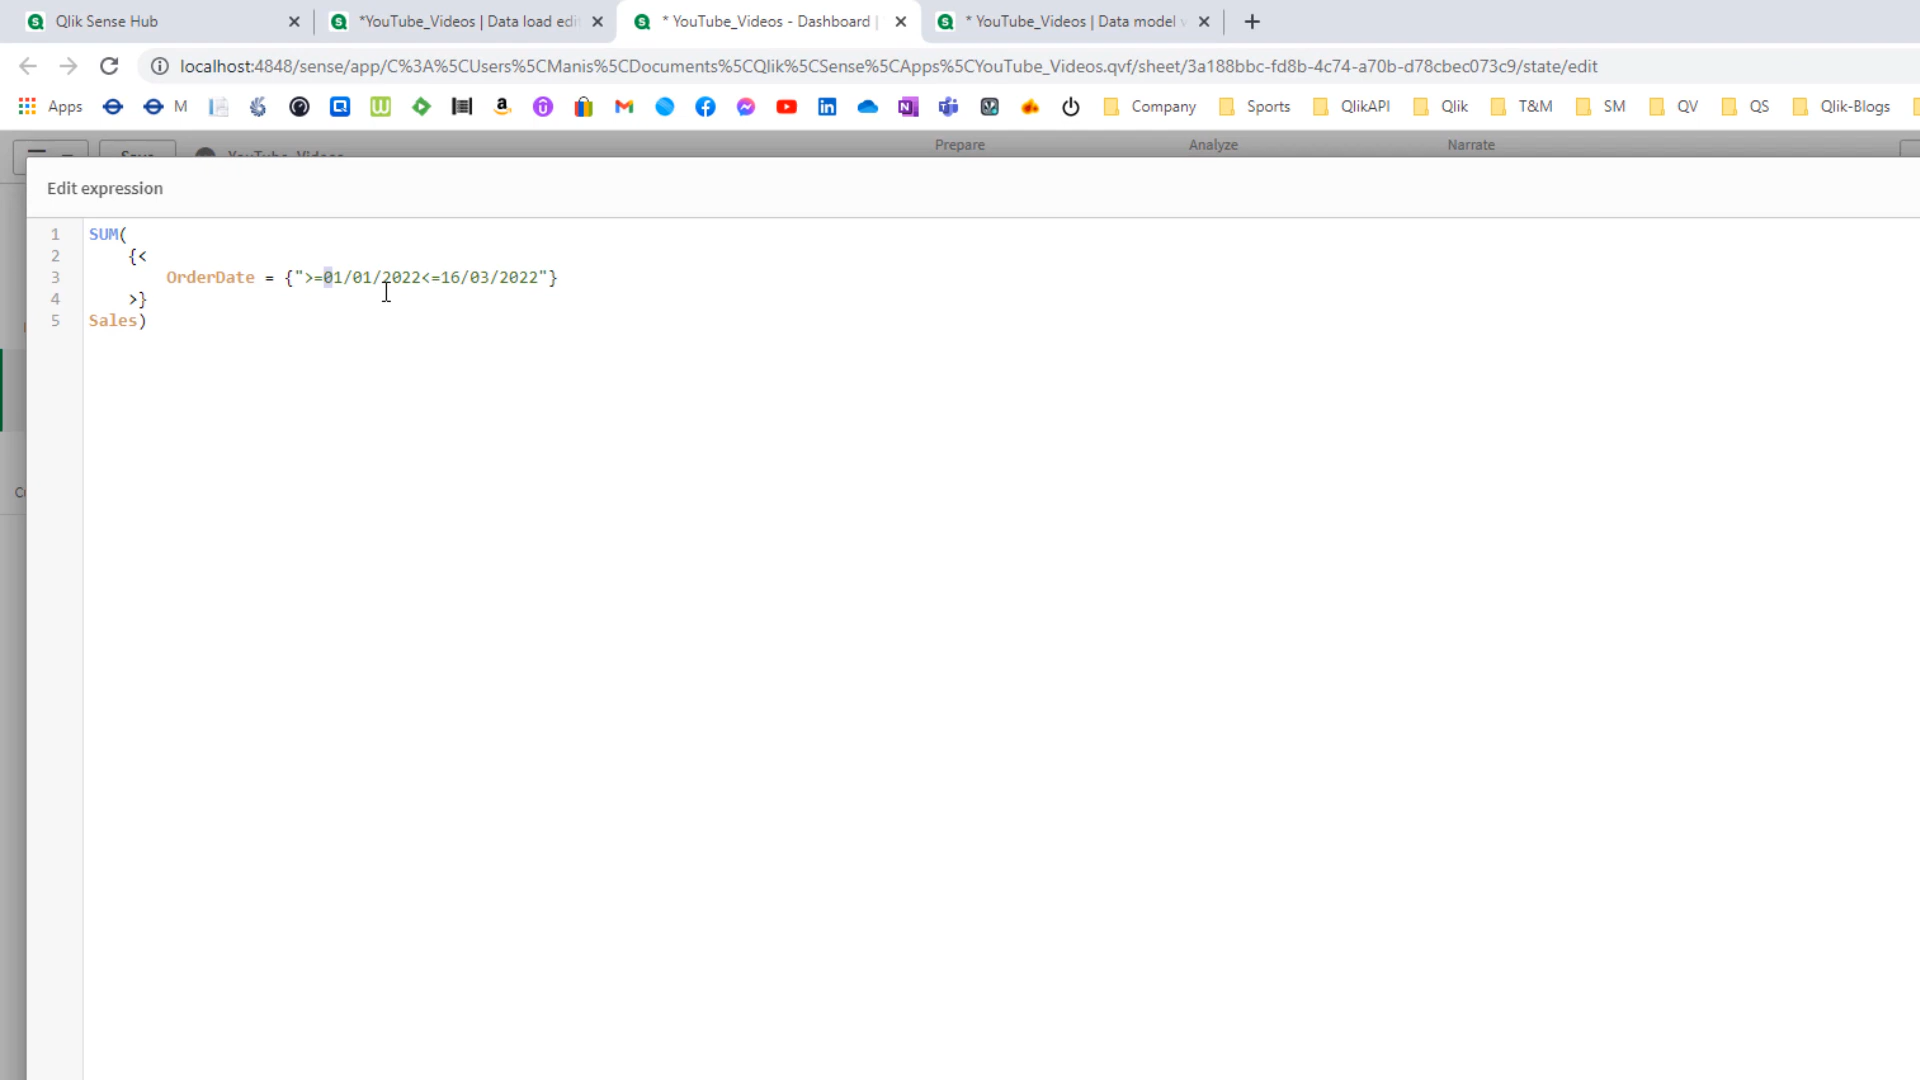 Qlik Sense Hub
*YouTube_Videos | Data load edi
* YouTube_Videos - Dashboard |
* YouTube_Videos | Data model v
localhost:4848/sense/app/C%3A%5CUsers%5CManis%5CDocuments%5CQlik%5CSense%5CApps%5CYouTube_Videos.qvf/sheet/3a188bbc-fd8b-4c74-a70b-d78cbec073c9/state/edit
Apps M Company Sports QlikAPI Qlik T&M SM QV QS Qlik-Blogs
Save YouTube_Videos Prepare Analyze Narrate
Edit expression
1 SUM(
2 {<
3 OrderDate = {">=01/01/2022<=16/03/2022"}
4 >}
5 Sales)